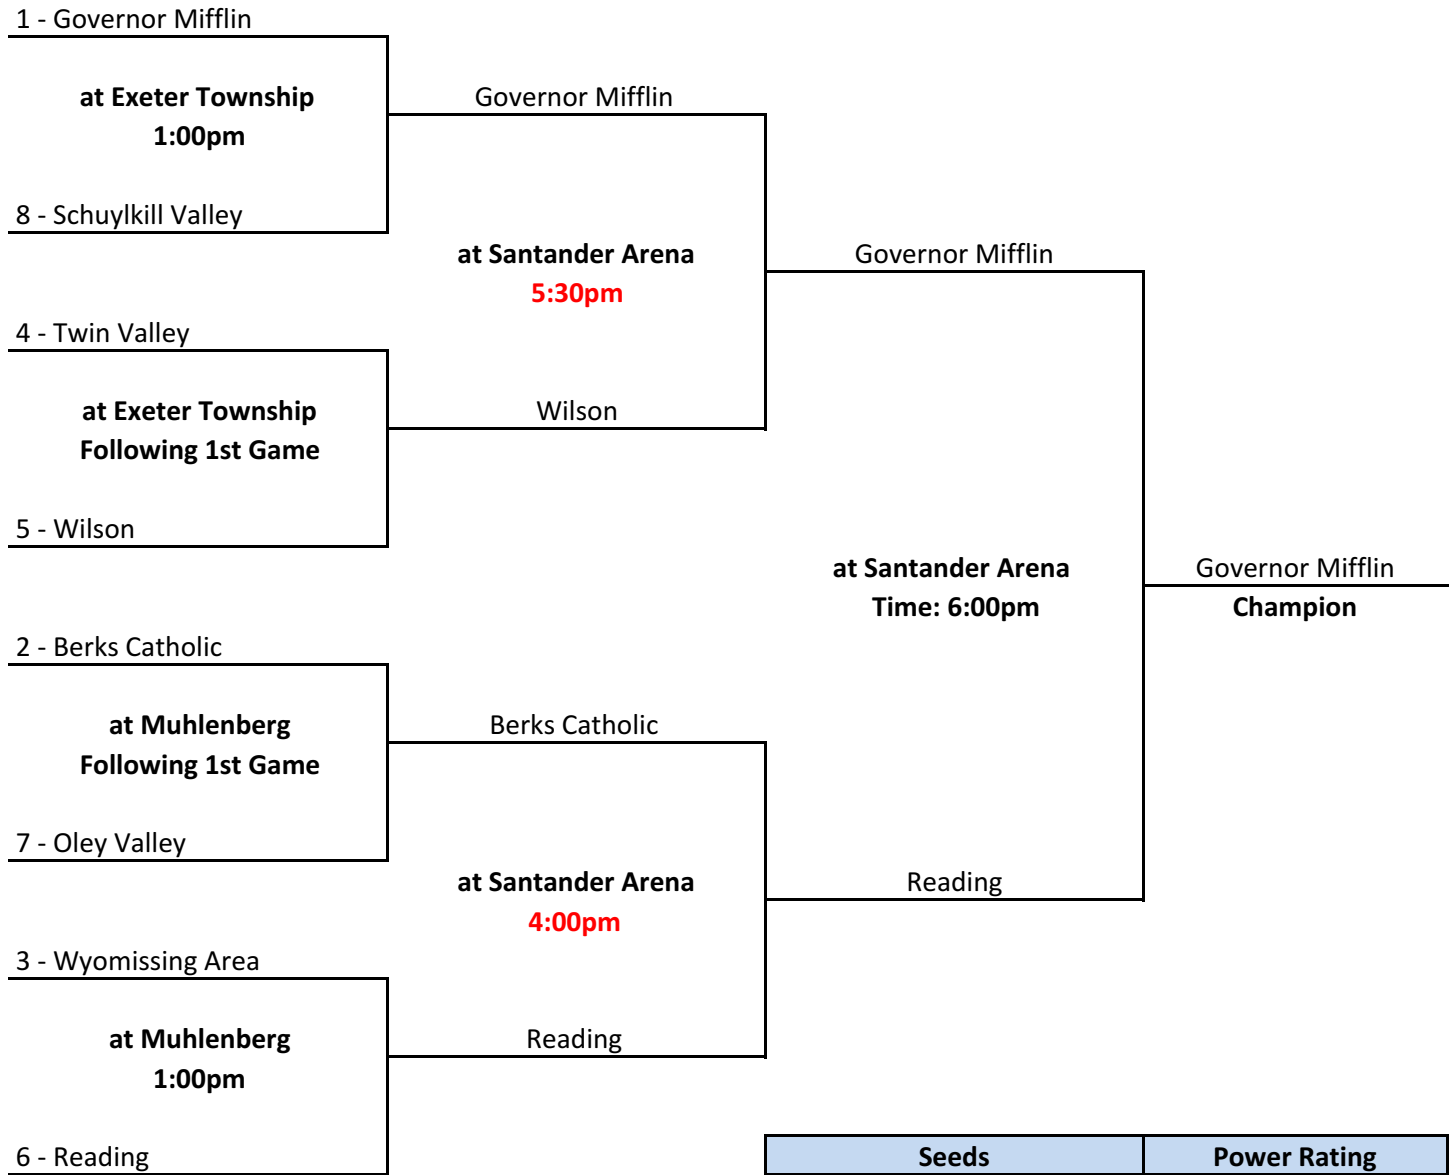 1 - Governor Mifflin
at Exeter Township
1:00pm
8 - Schuylkill Valley
4 - Twin Valley
at Exeter Township
Following 1st Game
5 - Wilson
2 - Berks Catholic
at Muhlenberg
Following 1st Game
7 - Oley Valley
3 - Wyomissing Area
at Muhlenberg
1:00pm
6 - Reading
Governor Mifflin
at Santander Arena
5:30pm
Wilson
Berks Catholic
at Santander Arena
4:00pm
Reading
Governor Mifflin
at Santander Arena
Time: 6:00pm
Reading
Governor Mifflin
Champion
Seeds
Power Rating